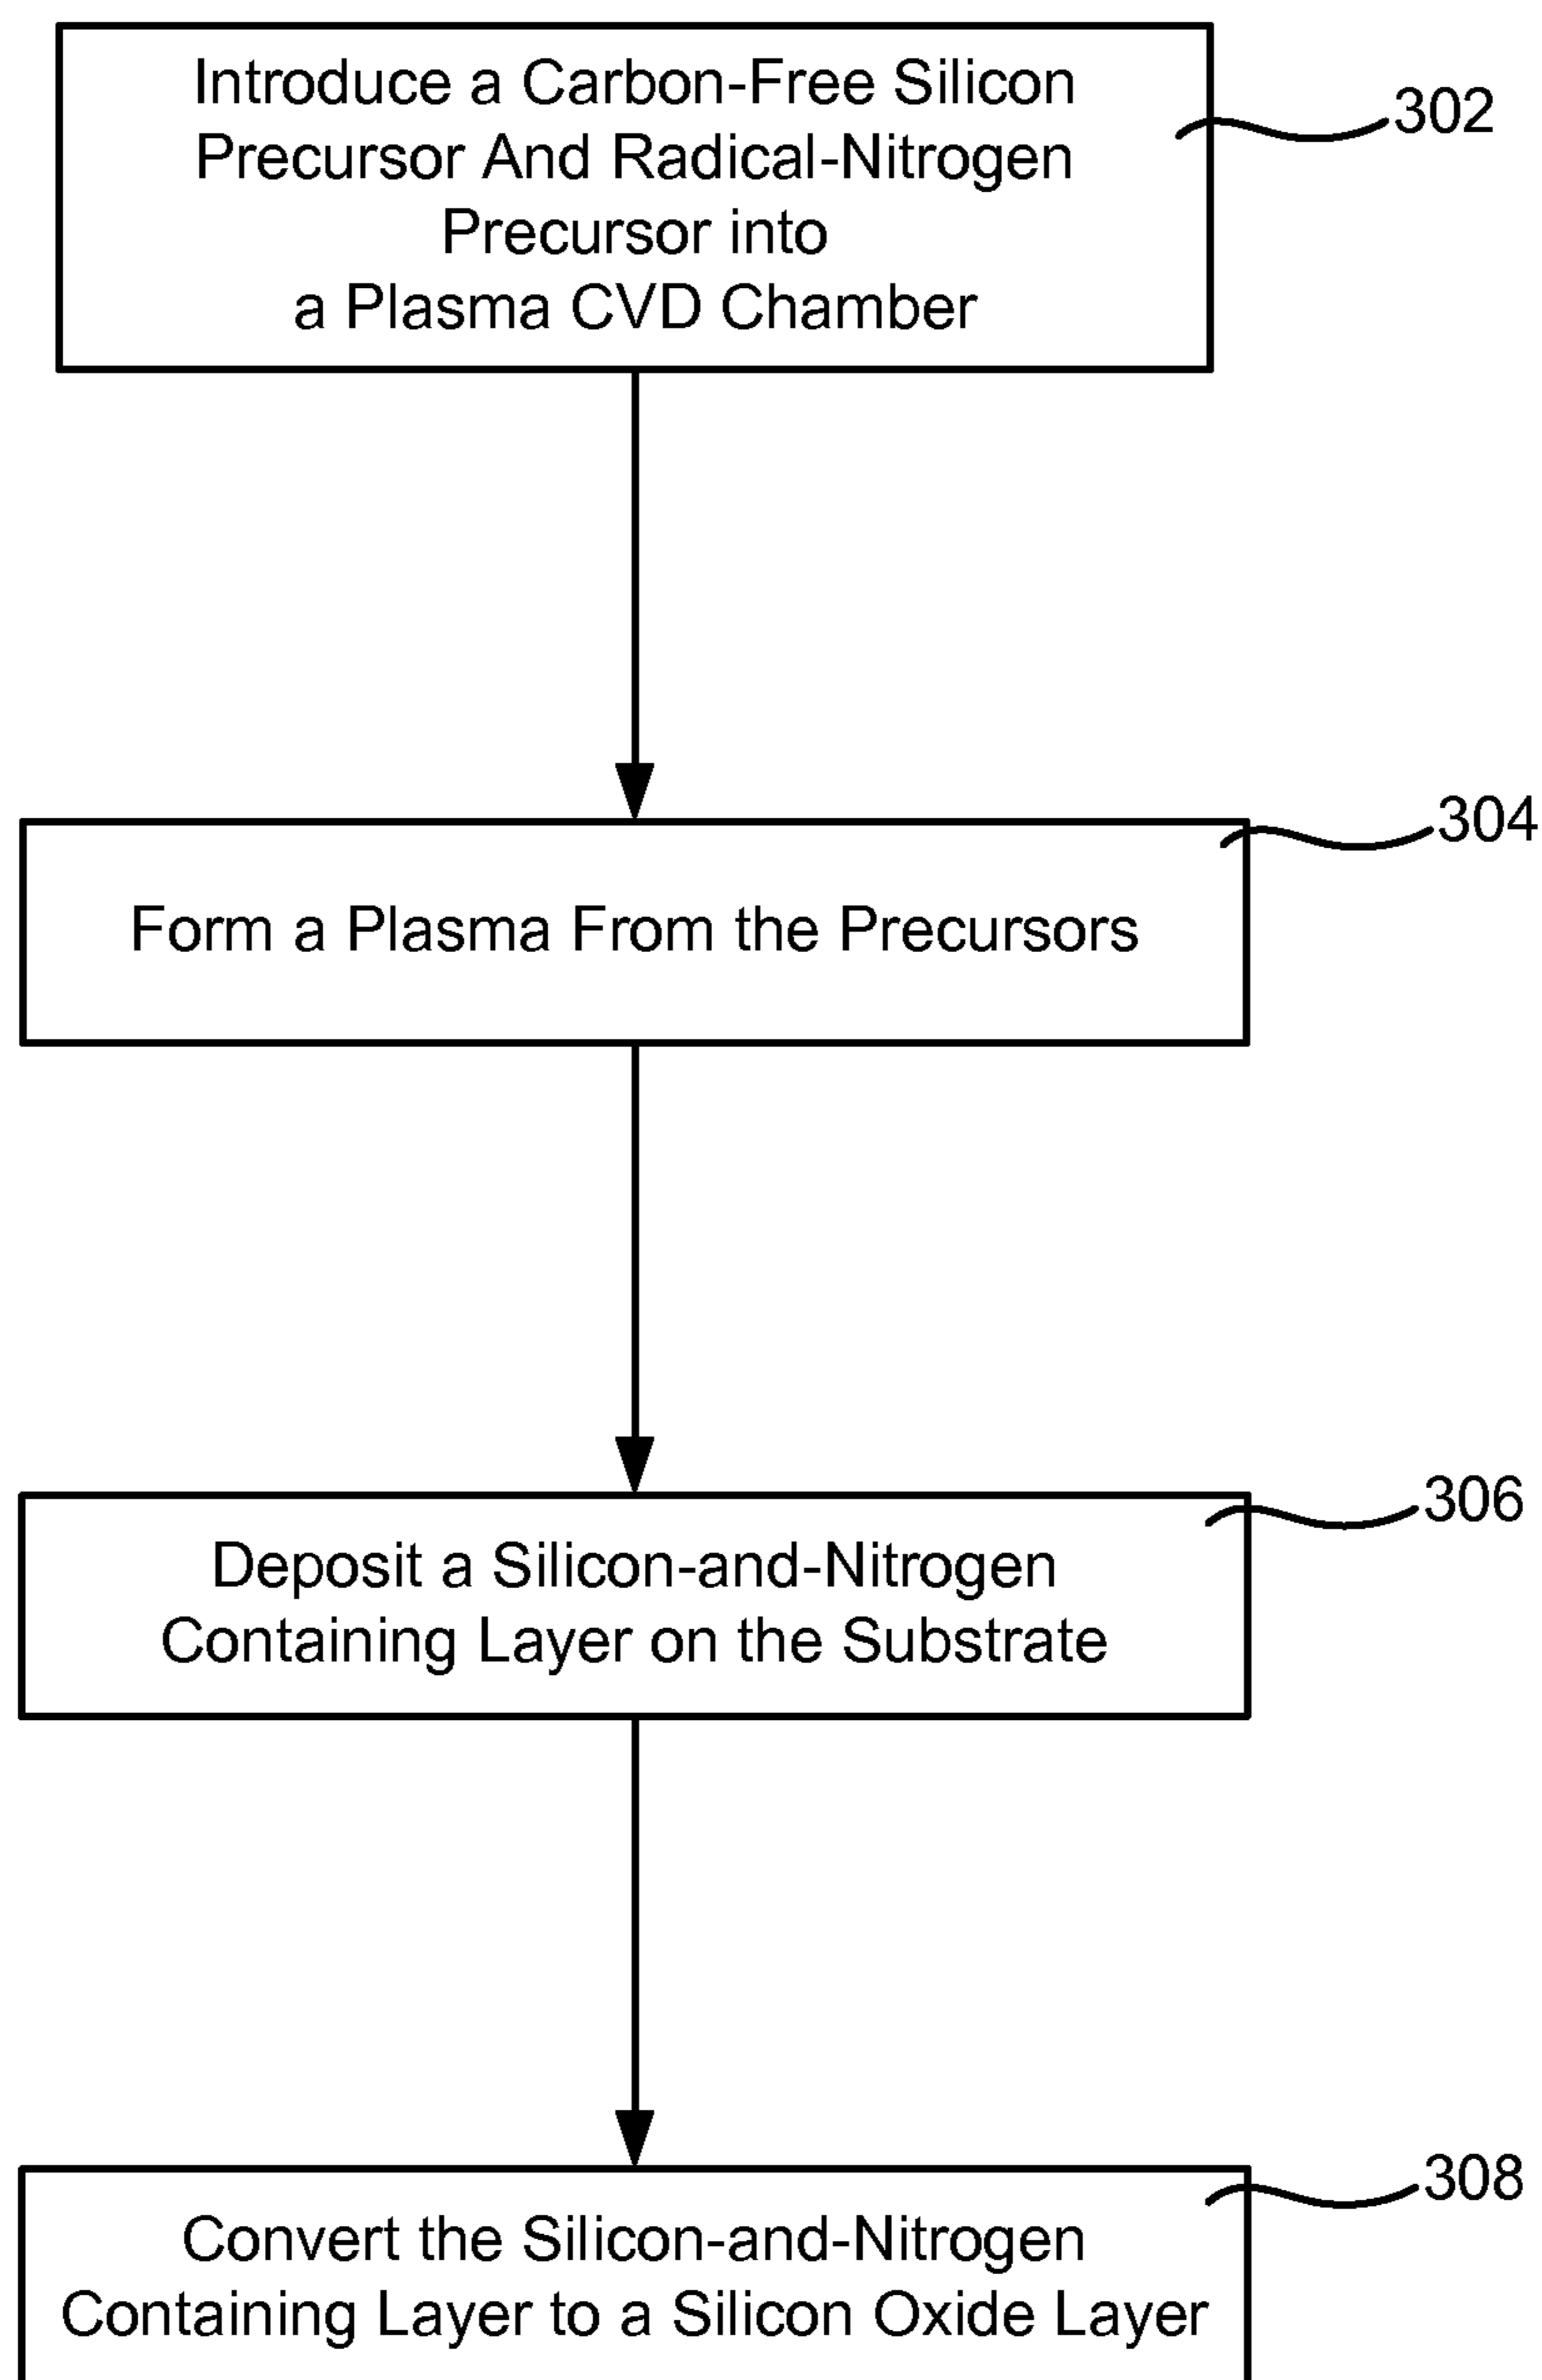 Introduce a Carbon-Free Silicon
Precursor And Radical-Nitrogen
Precursor into
a Plasma CVD Chamber
302
304
Form a Plasma From the Precursors
306
Deposit a Silicon-and-Nitrogen
Containing Layer on the Substrate
308
Convert the Silicon-and-Nitrogen
Containing Layer to a Silicon Oxide Layer